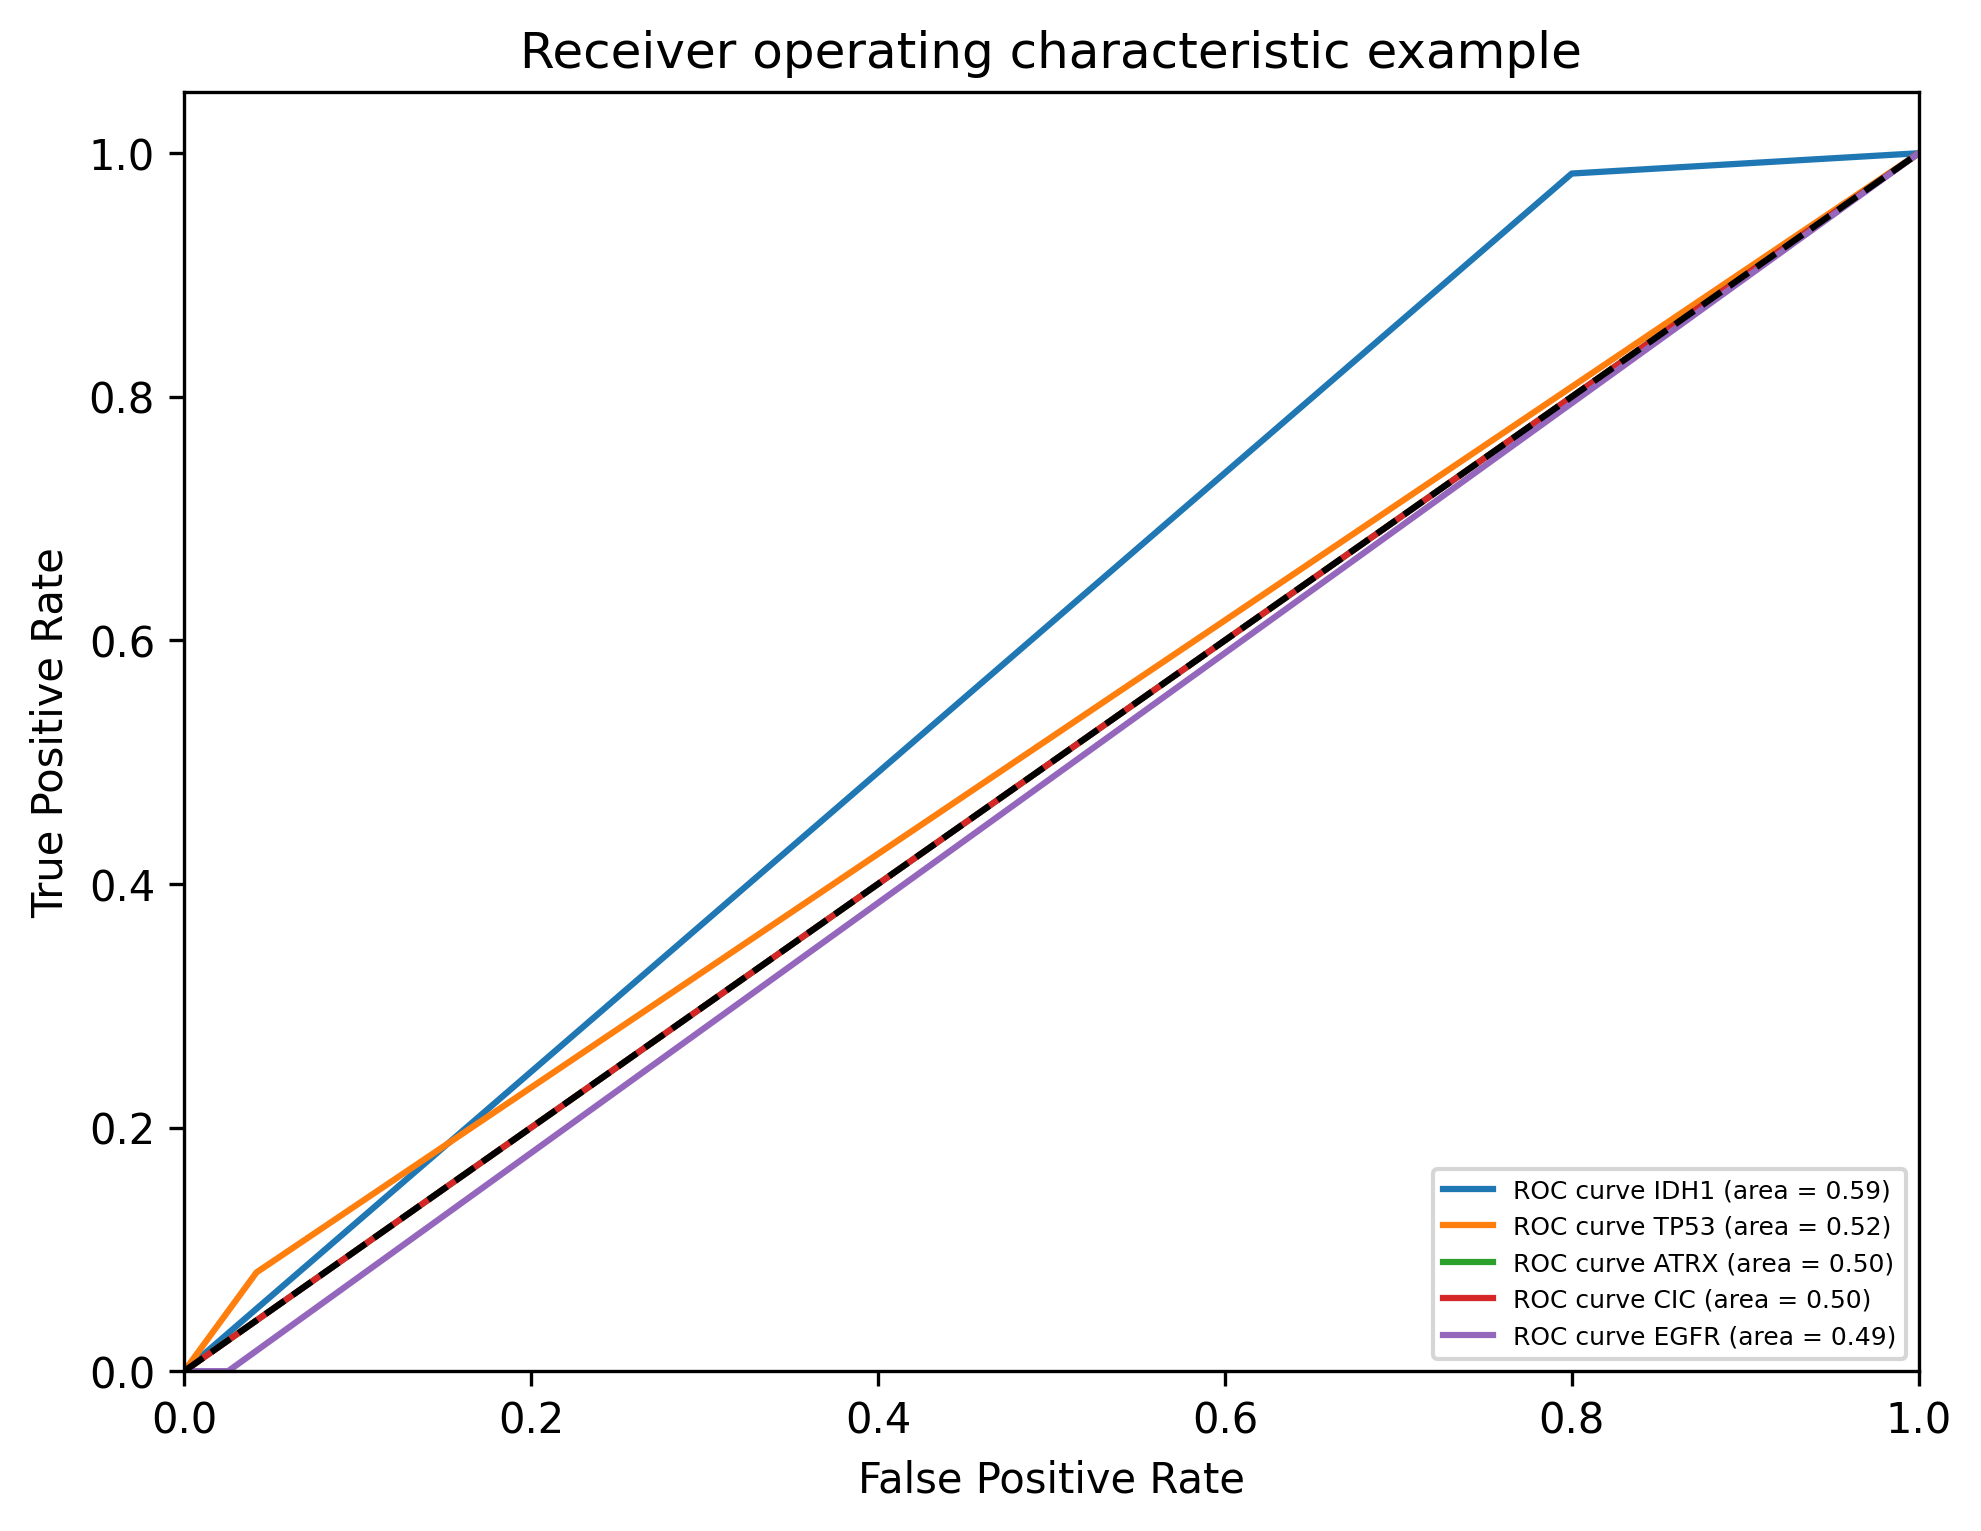 Receiver operating characteristic example
True Positive Rate
1.0
0.8
0.6
0.4
0.2
0.0
0.0 0.2 0.4 0.6 0.8 1.0
False Positive Rate
ROC curve IDH1 (area = 0.59)
ROC curve TP53 (area = 0.52)
ROC curve ATRX (area = 0.50)
ROC curve CIC (area = 0.50)
ROC curve EGFR (area = 0.49)